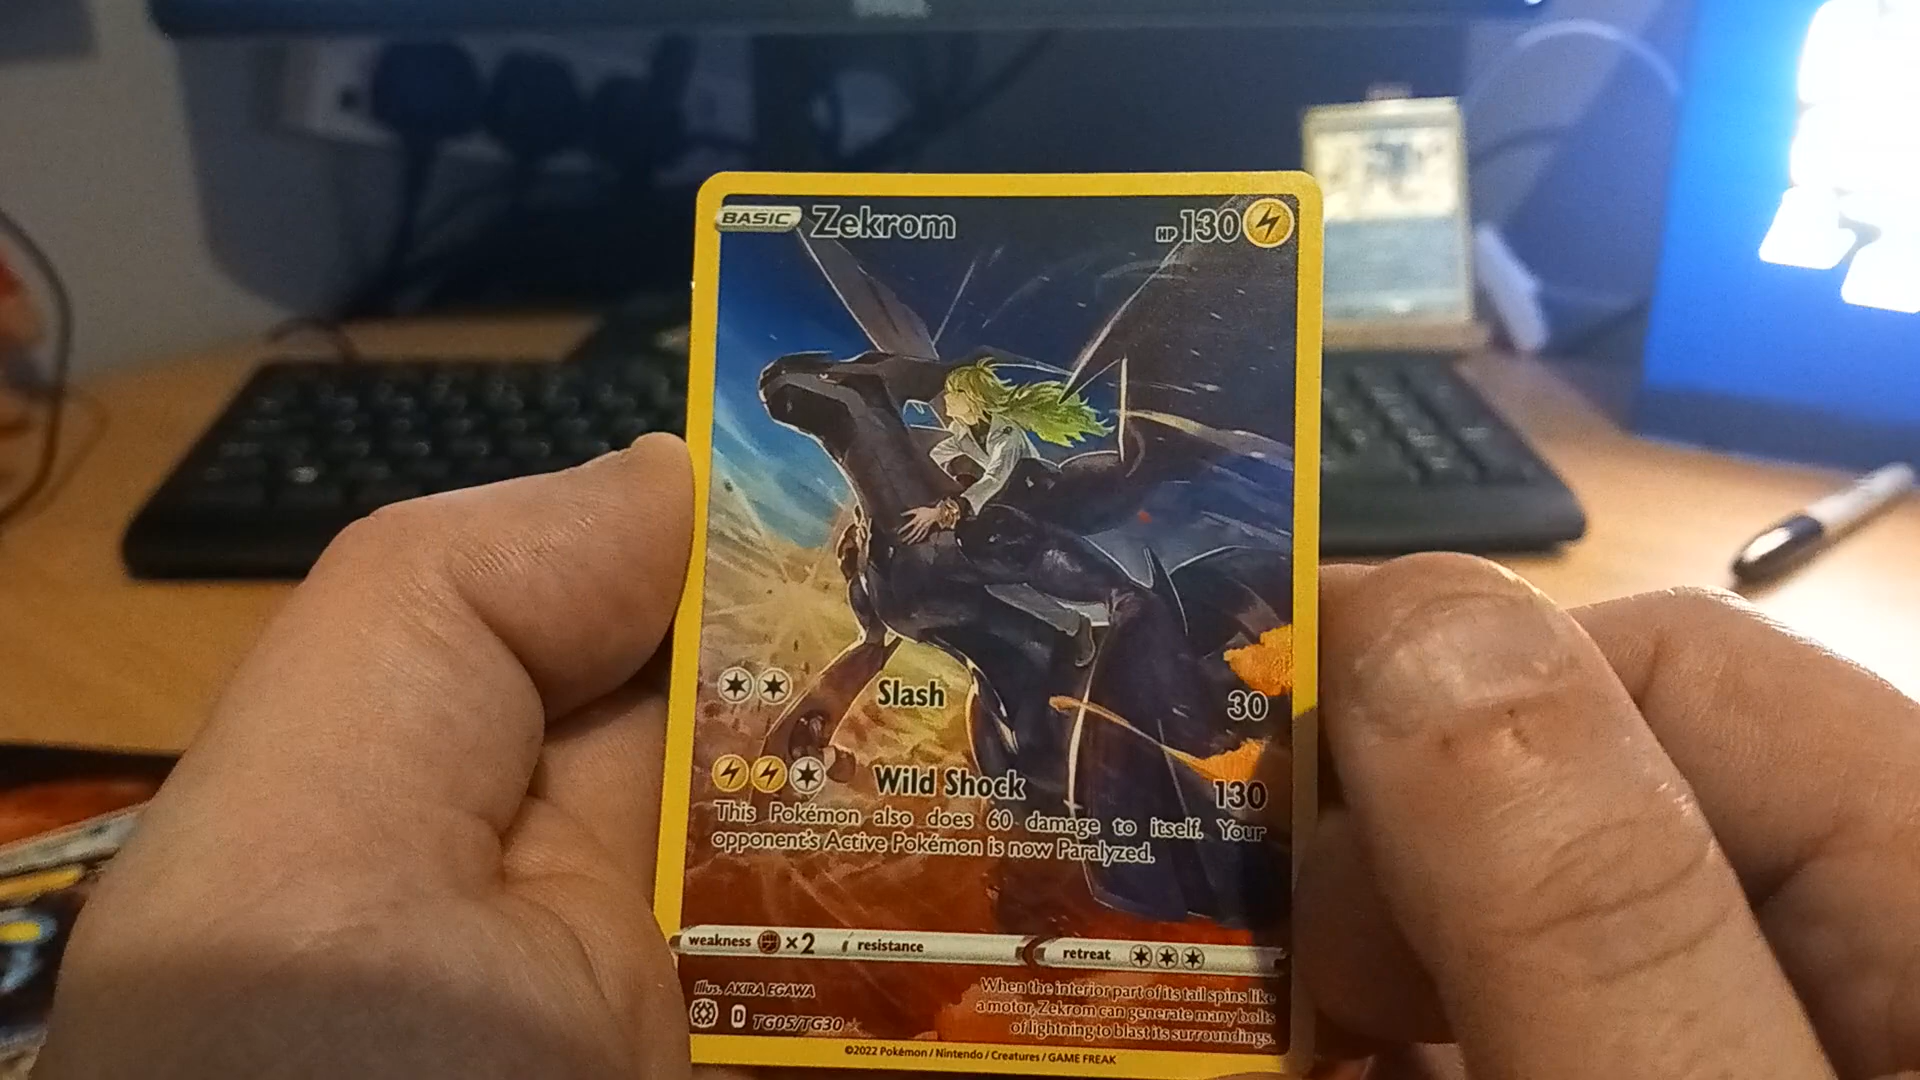 BASIC Zekrom HP 130
Slash 30
Wild Shock 130
This Pokémon also does 60 damage to itself. Your
opponent's Active Pokémon is now Paralyzed.
weakness ×2 resistance retreat
Illus. AKIRA EGAWA
D TG05/TG30
When the interior part of its tail spins like
a motor, Zekrom can generate many bolts
of lightning to blast its surroundings.
©2022 Pokémon / Nintendo / Creatures / GAME FREAK